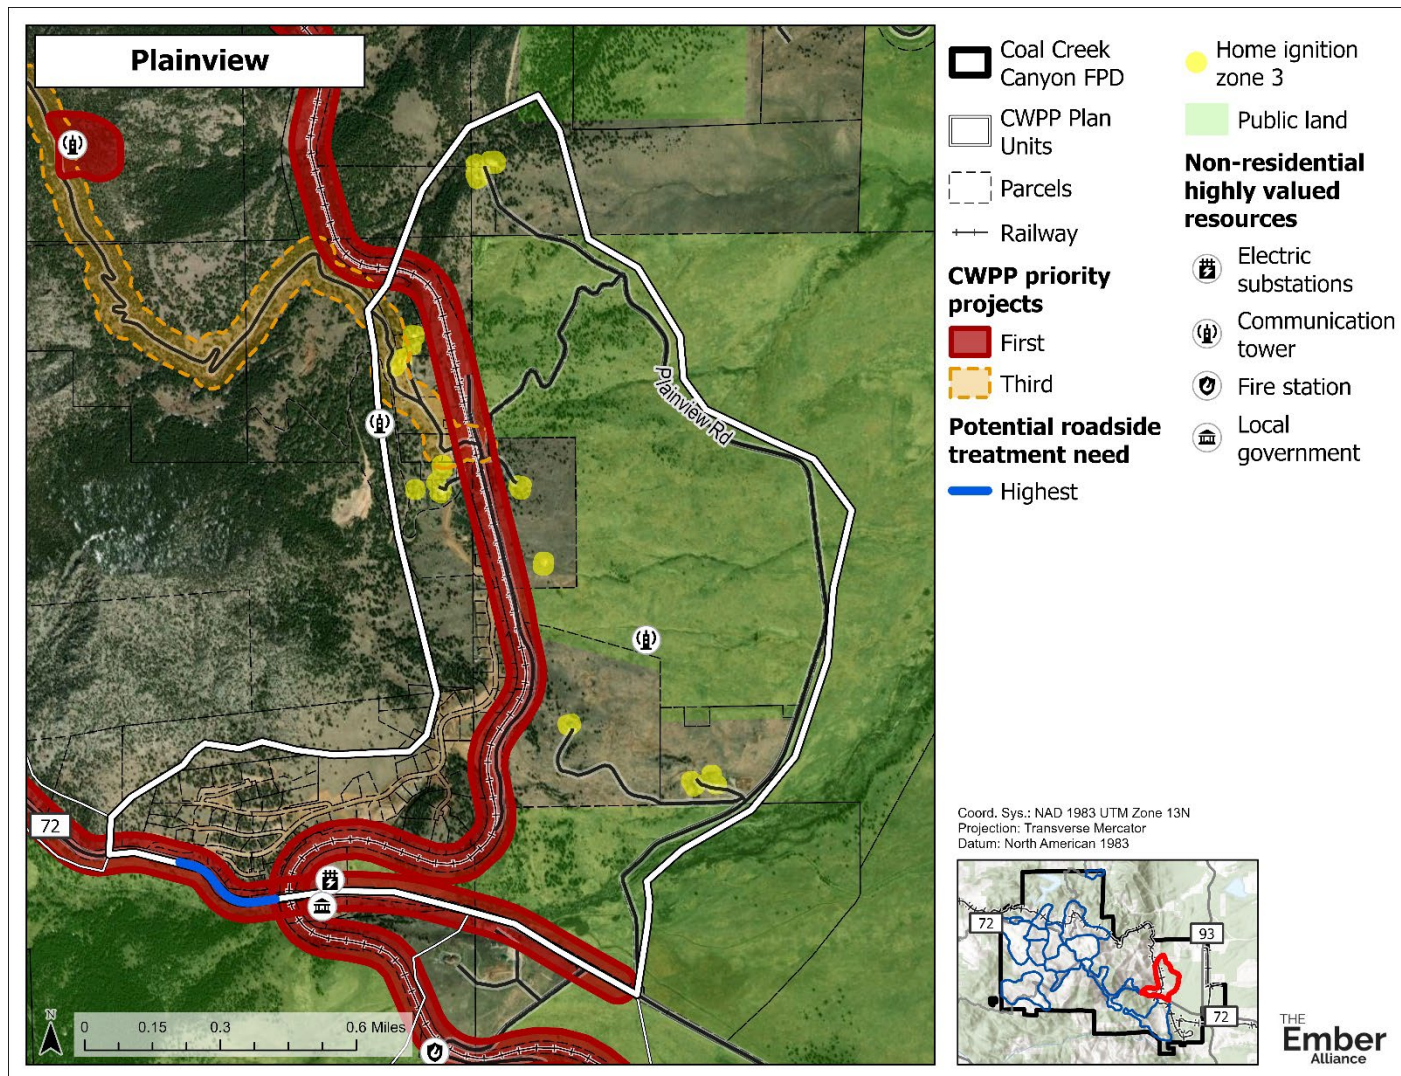 Plainview
Plainview Rd
72
N
0 0.15 0.3 0.6 Miles
Coal Creek
Canyon FPD
CWPP Plan
Units
Parcels
Railway
CWPP priority
projects
First
Third
Potential roadside
treatment need
Highest
Home ignition
zone 3
Public land
Non-residential
highly valued
resources
Electric
substations
Communication
tower
Fire station
Local
government
Coord. Sys.: NAD 1983 UTM Zone 13N
Projection: Transverse Mercator
Datum: North American 1983
72
93
72
THE
Ember
Alliance